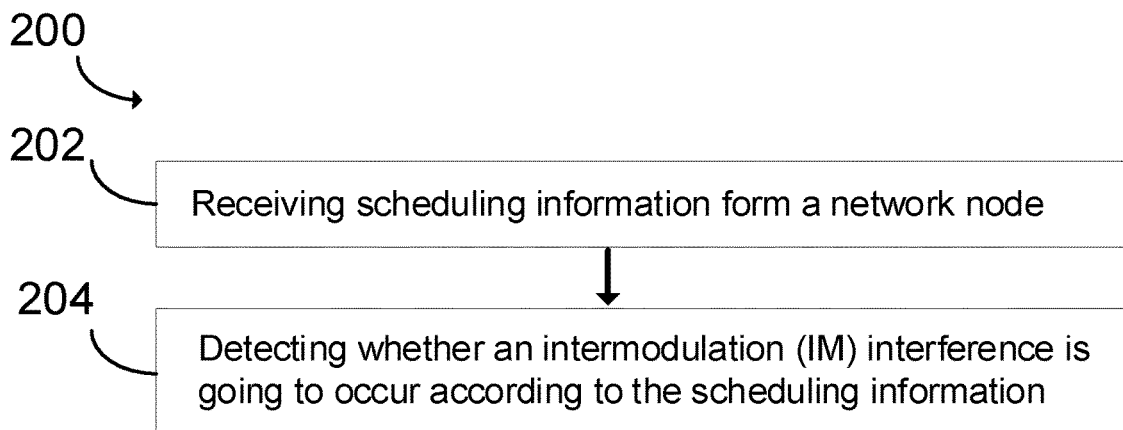 200
202
Receiving scheduling information form a network node
204
Detecting whether an intermodulation (IM) interference is
going to occur according to the scheduling information